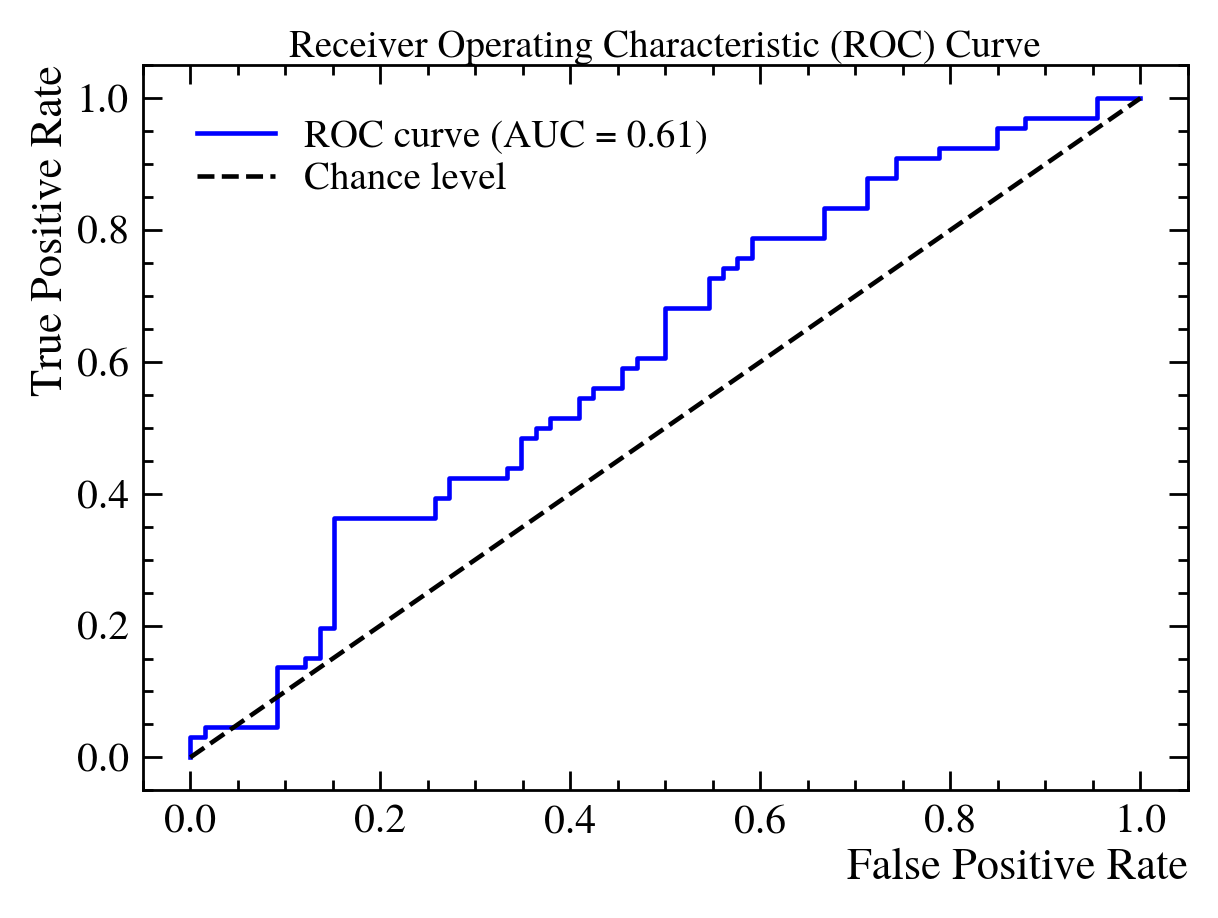 Receiver Operating Characteristic (ROC) Curve
True Positive Rate
1.0
0.8
0.6
0.4
0.2
0.0
ROC curve (AUC = 0.61)
Chance level
0.0 0.2 0.4 0.6 0.8 1.0
False Positive Rate